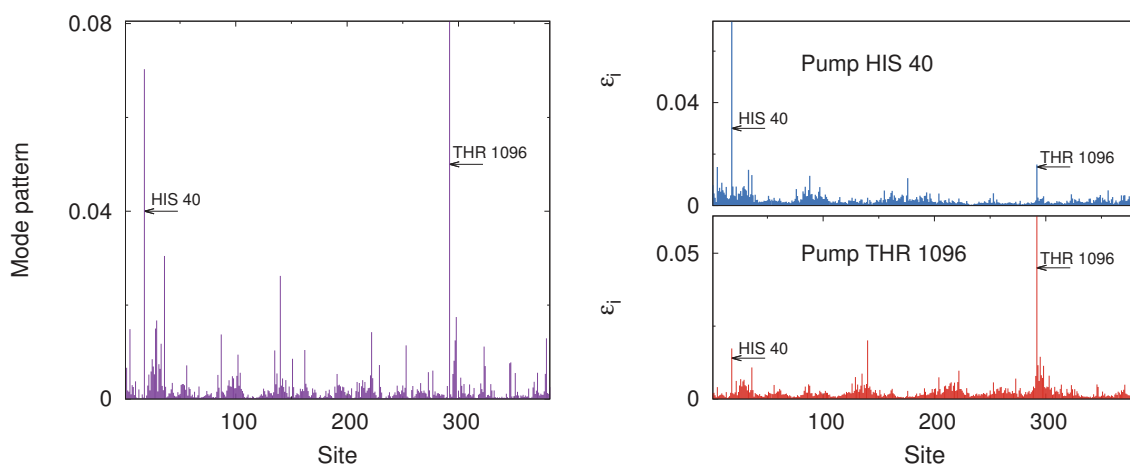 0.08
0.04
0
Mode pattern
HIS 40
THR 1096
100
200
300
Site
εi
0.04
0
Pump HIS 40
HIS 40
THR 1096
εi
0.05
0
Pump THR 1096
HIS 40
THR 1096
100
200
300
Site